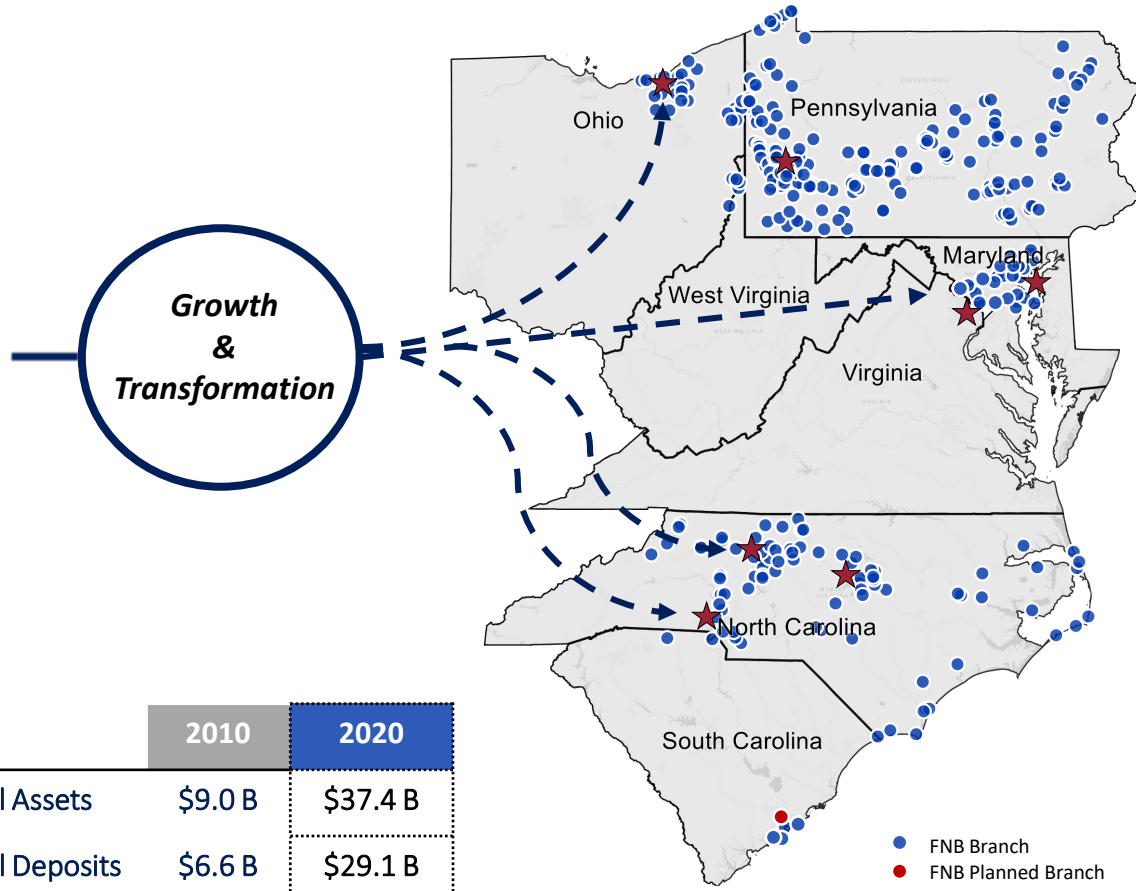 Growth
&
Transformation
Ohio
Pennsylvania
Maryland
West Virginia
Virginia
North Carolina
South Carolina
2010 2020
l Assets $9.0 B $37.4 B
l Deposits $6.6 B $29.1 B
FNB Branch
FNB Planned Branch